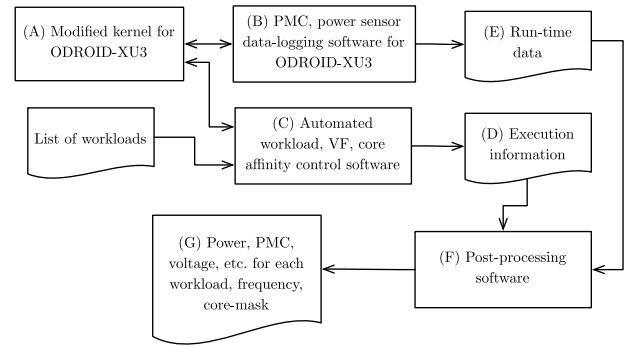 (A) Modified kernel for
ODROID-XU3
(B) PMC, power sensor
data-logging software for
ODROID-XU3
(E) Run-time
data
List of workloads
(C) Automated
workload, VF, core
affinity control software
(D) Execution
information
(G) Power, PMC,
voltage, etc. for each
workload, frequency,
core-mask
(F) Post-processing
software